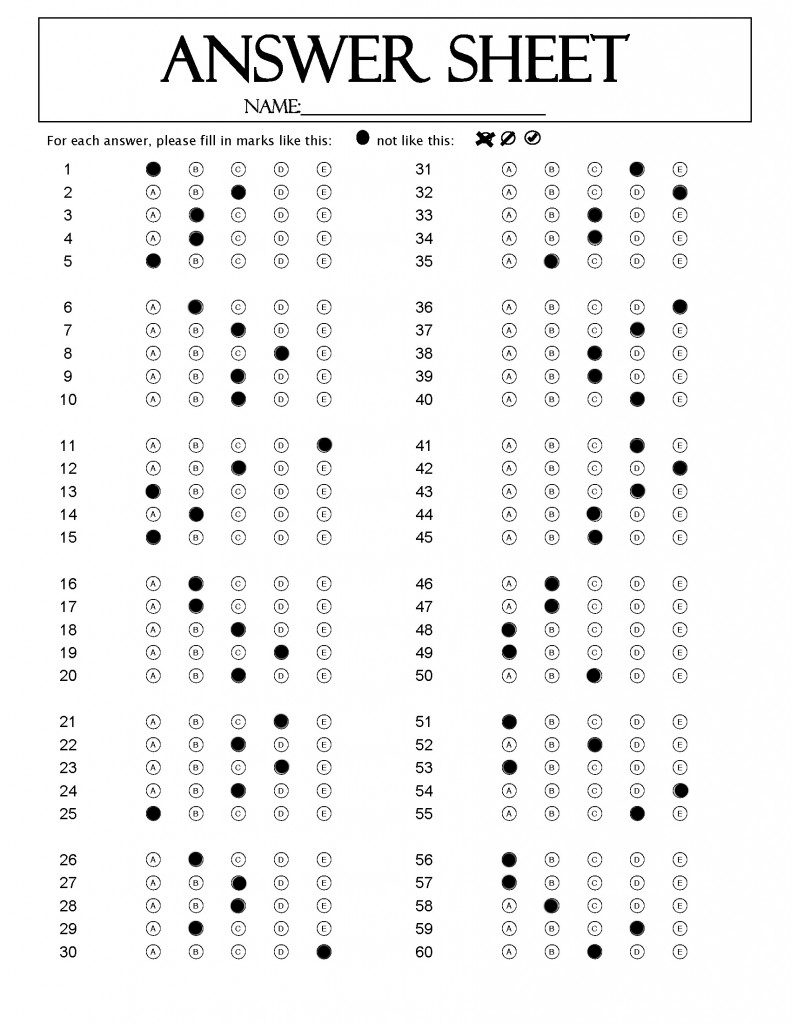 ANSWER SHEET
NAME:
For each answer, please fill in marks like this: not like this:
1 B C D E
2 A B D E
3 A C D E
4 A C D E
5 B C D E
6 A C D E
7 A B D E
8 A B C E
9 A B D E
10 A B D E
11 A B C D
12 A B D E
13 B C D E
14 A C D E
15 B C D E
16 A C D E
17 A C D E
18 A B D E
19 A B C E
20 A B D E
21 A B C E
22 A B D E
23 A B C E
24 A B D E
25 B C D E
26 A C D E
27 A B D E
28 A B D E
29 A C D E
30 A B C D
31 A B C E
32 A B C D
33 A B D E
34 A B D E
35 A C D E
36 A B C D
37 A B C E
38 A B D E
39 A B D E
40 A B C E
41 A B C E
42 A B C D
43 A B C E
44 A B D E
45 A B D E
46 A C D E
47 A C D E
48 B C D E
49 B C D E
50 A B D E
51 B C D E
52 A B D E
53 B C D E
54 A B C D
55 A B C E
56 B C D E
57 B C D E
58 A C D E
59 A B C E
60 A B D E